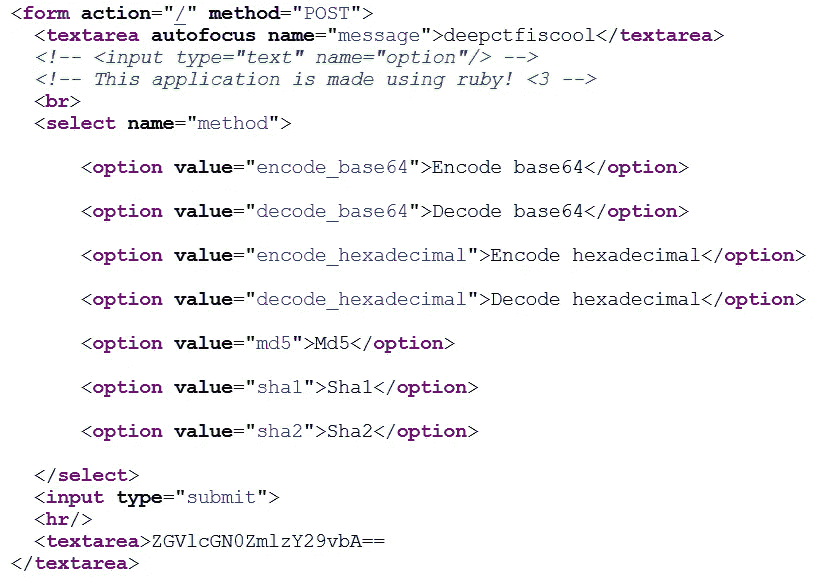 <form action="/" method="POST">
<textarea autofocus name="message">deepctfiscool</textarea>
<!-- <input type="text" name="option"/> -->
<!-- This application is made using ruby! <3 -->
<br>
<select name="method">
<option value="encode_base64">Encode base64</option>
<option value="decode_base64">Decode base64</option>
<option value="encode_hexadecimal">Encode hexadecimal</option>
<option value="decode_hexadecimal">Decode hexadecimal</option>
<option value="md5">Md5</option>
<option value="sha1">Sha1</option>
<option value="sha2">Sha2</option>
</select>
<input type="submit">
<hr/>
<textarea>ZGVlcGN0ZmlzY29vbA==
</textarea>